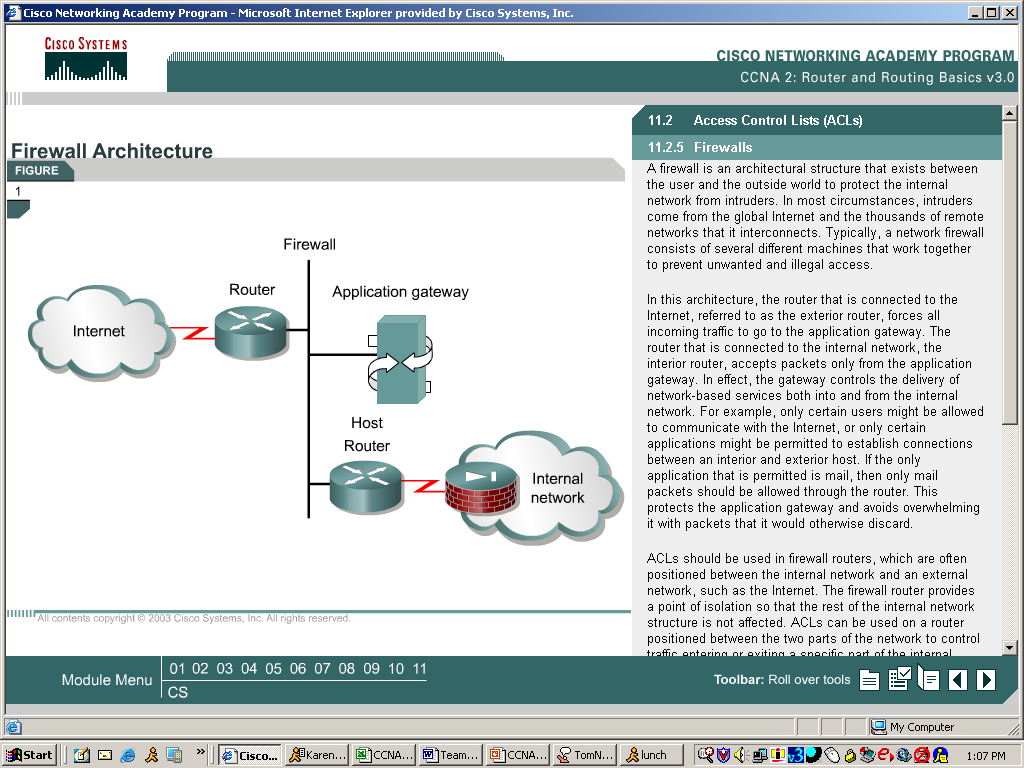 Cisco Networking Academy Program - Microsoft Internet Explorer provided by Cisco Systems, Inc.
CISCO SYSTEMS
CISCO NETWORKING ACADEMY PROGRAM
CCNA 2: Router and Routing Basics v3.0
Firewall Architecture
FIGURE
1
Firewall
Router
Application gateway
Internet
Host
Router
Internal
network
All contents copyright © 2003 Cisco Systems, Inc. All rights reserved.
11.2 Access Control Lists (ACLs)
11.2.5 Firewalls
A firewall is an architectural structure that exists between
the user and the outside world to protect the internal
network from intruders. In most circumstances, intruders
come from the global Internet and the thousands of remote
networks that it interconnects. Typically, a network firewall
consists of several different machines that work together
to prevent unwanted and illegal access.
In this architecture, the router that is connected to the
Internet, referred to as the exterior router, forces all
incoming traffic to go to the application gateway. The
router that is connected to the internal network, the
interior router, accepts packets only from the application
gateway. In effect, the gateway controls the delivery of
network-based services both into and from the internal
network. For example, only certain users might be allowed
to communicate with the Internet, or only certain
applications might be permitted to establish connections
between an interior and exterior host. If the only
application that is permitted is mail, then only mail
packets should be allowed through the router. This
protects the application gateway and avoids overwhelming
it with packets that it would otherwise discard.
ACLs should be used in firewall routers, which are often
positioned between the internal network and an external
network, such as the Internet. The firewall router provides
a point of isolation so that the rest of the internal network
structure is not affected. ACLs can be used on a router
positioned between the two parts of the network to control
traffic entering or exiting a specific part of the internal
Module Menu
01 02 03 04 05 06 07 08 09 10 11
CS
Toolbar: Roll over tools
My Computer
Start
»
Cisco...
Karen...
CCNA...
Team...
CCNA...
TomN...
lunch
1:07 PM